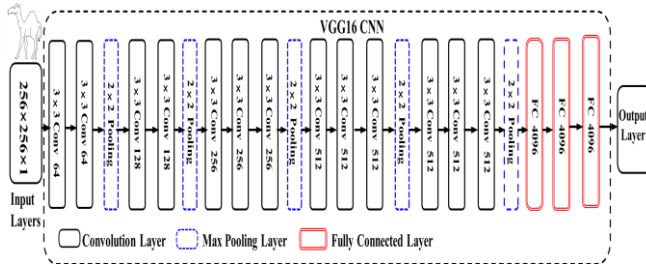 VGG16 CNN
256×256×1
3 × 3 Conv 64
3 × 3 Conv 64
2 × 2 Pooling
3 × 3 Conv 128
3 × 3 Conv 128
2 × 2 Pooling
3 × 3 Conv 256
3 × 3 Conv 256
3 × 3 Conv 256
2 × 2 Pooling
3 × 3 Conv 512
3 × 3 Conv 512
3 × 3 Conv 512
2 × 2 Pooling
3 × 3 Conv 512
3 × 3 Conv 512
3 × 3 Conv 512
2 × 2 Pooling
FC 4096
FC 4096
FC 4096
Output
Layer
Input
Layers
Convolution Layer
Max Pooling Layer
Fully Connected Layer